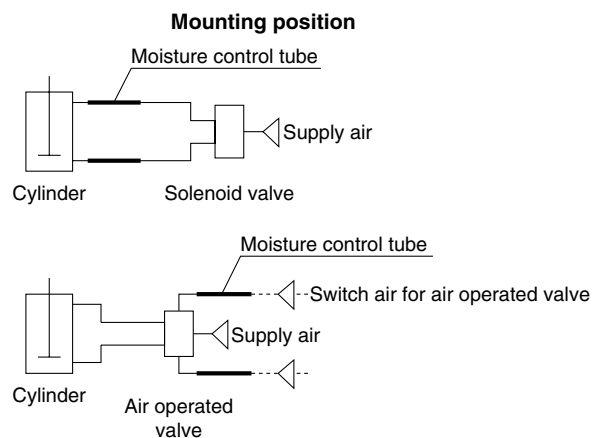 Mounting position
Moisture control tube
Supply air
Cylinder
Solenoid valve
Moisture control tube
Switch air for air operated valve
Supply air
Cylinder
Air operated
valve